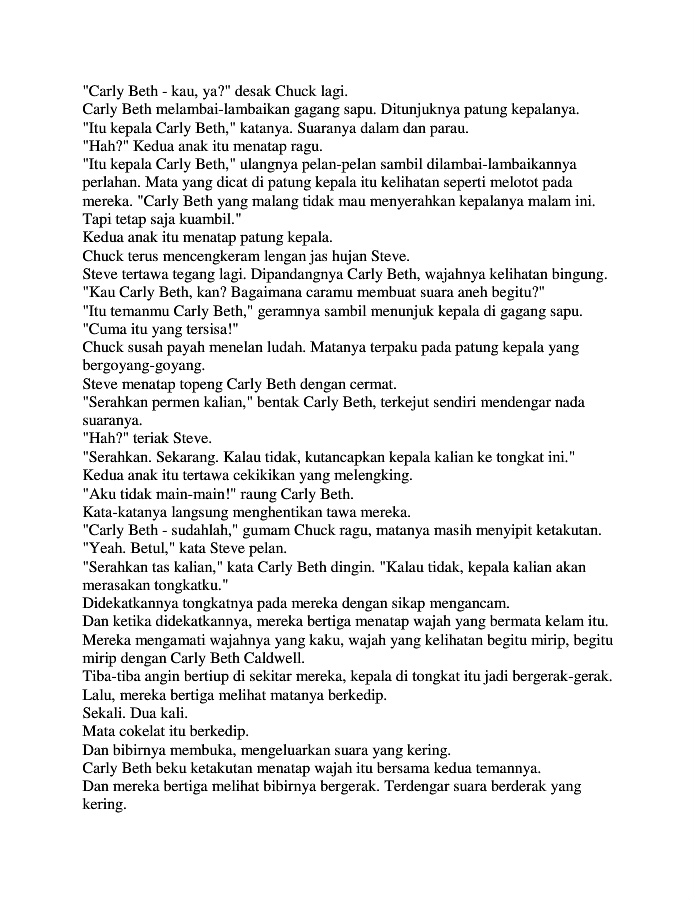 "Carly Beth - kau, ya?" desak Chuck lagi.
Carly Beth melambai-lambaikan gagang sapu. Ditunjuknya patung kepalanya.
"Itu kepala Carly Beth," katanya. Suaranya dalam dan parau.
"Hah?" Kedua anak itu menatap ragu.
"Itu kepala Carly Beth," ulangnya pelan-pelan sambil dilambai-lambaikannya
perlahan. Mata yang dicat di patung kepala itu kelihatan seperti melotot pada
mereka. "Carly Beth yang malang tidak mau menyerahkan kepalanya malam ini.
Tapi tetap saja kuambil."
Kedua anak itu menatap patung kepala.
Chuck terus mencengkeram lengan jas hujan Steve.
Steve tertawa tegang lagi. Dipandangnya Carly Beth, wajahnya kelihatan bingung.
"Kau Carly Beth, kan? Bagaimana caramu membuat suara aneh begitu?"
"Itu temanmu Carly Beth," geramnya sambil menunjuk kepala di gagang sapu.
"Cuma itu yang tersisa!"
Chuck susah payah menelan ludah. Matanya terpaku pada patung kepala yang
bergoyang-goyang.
Steve menatap topeng Carly Beth dengan cermat.
"Serahkan permen kalian," bentak Carly Beth, terkejut sendiri mendengar nada
suaranya.
"Hah?" teriak Steve.
"Serahkan. Sekarang. Kalau tidak, kutancapkan kepala kalian ke tongkat ini."
Kedua anak itu tertawa cekikikan yang melengking.
"Aku tidak main-main!" raung Carly Beth.
Kata-katanya langsung menghentikan tawa mereka.
"Carly Beth - sudahlah," gumam Chuck ragu, matanya masih menyipit ketakutan.
"Yeah. Betul," kata Steve pelan.
"Serahkan tas kalian," kata Carly Beth dingin. "Kalau tidak, kepala kalian akan
merasakan tongkatku."
Didekatkannya tongkatnya pada mereka dengan sikap mengancam.
Dan ketika didekatkannya, mereka bertiga menatap wajah yang bermata kelam itu.
Mereka mengamati wajahnya yang kaku, wajah yang kelihatan begitu mirip, begitu
mirip dengan Carly Beth Caldwell.
Tiba-tiba angin bertiup di sekitar mereka, kepala di tongkat itu jadi bergerak-gerak.
Lalu, mereka bertiga melihat matanya berkedip.
Sekali. Dua kali.
Mata cokelat itu berkedip.
Dan bibirnya membuka, mengeluarkan suara yang kering.
Carly Beth beku ketakutan menatap wajah itu bersama kedua temannya.
Dan mereka bertiga melihat bibirnya bergerak. Terdengar suara berderak yang
kering.